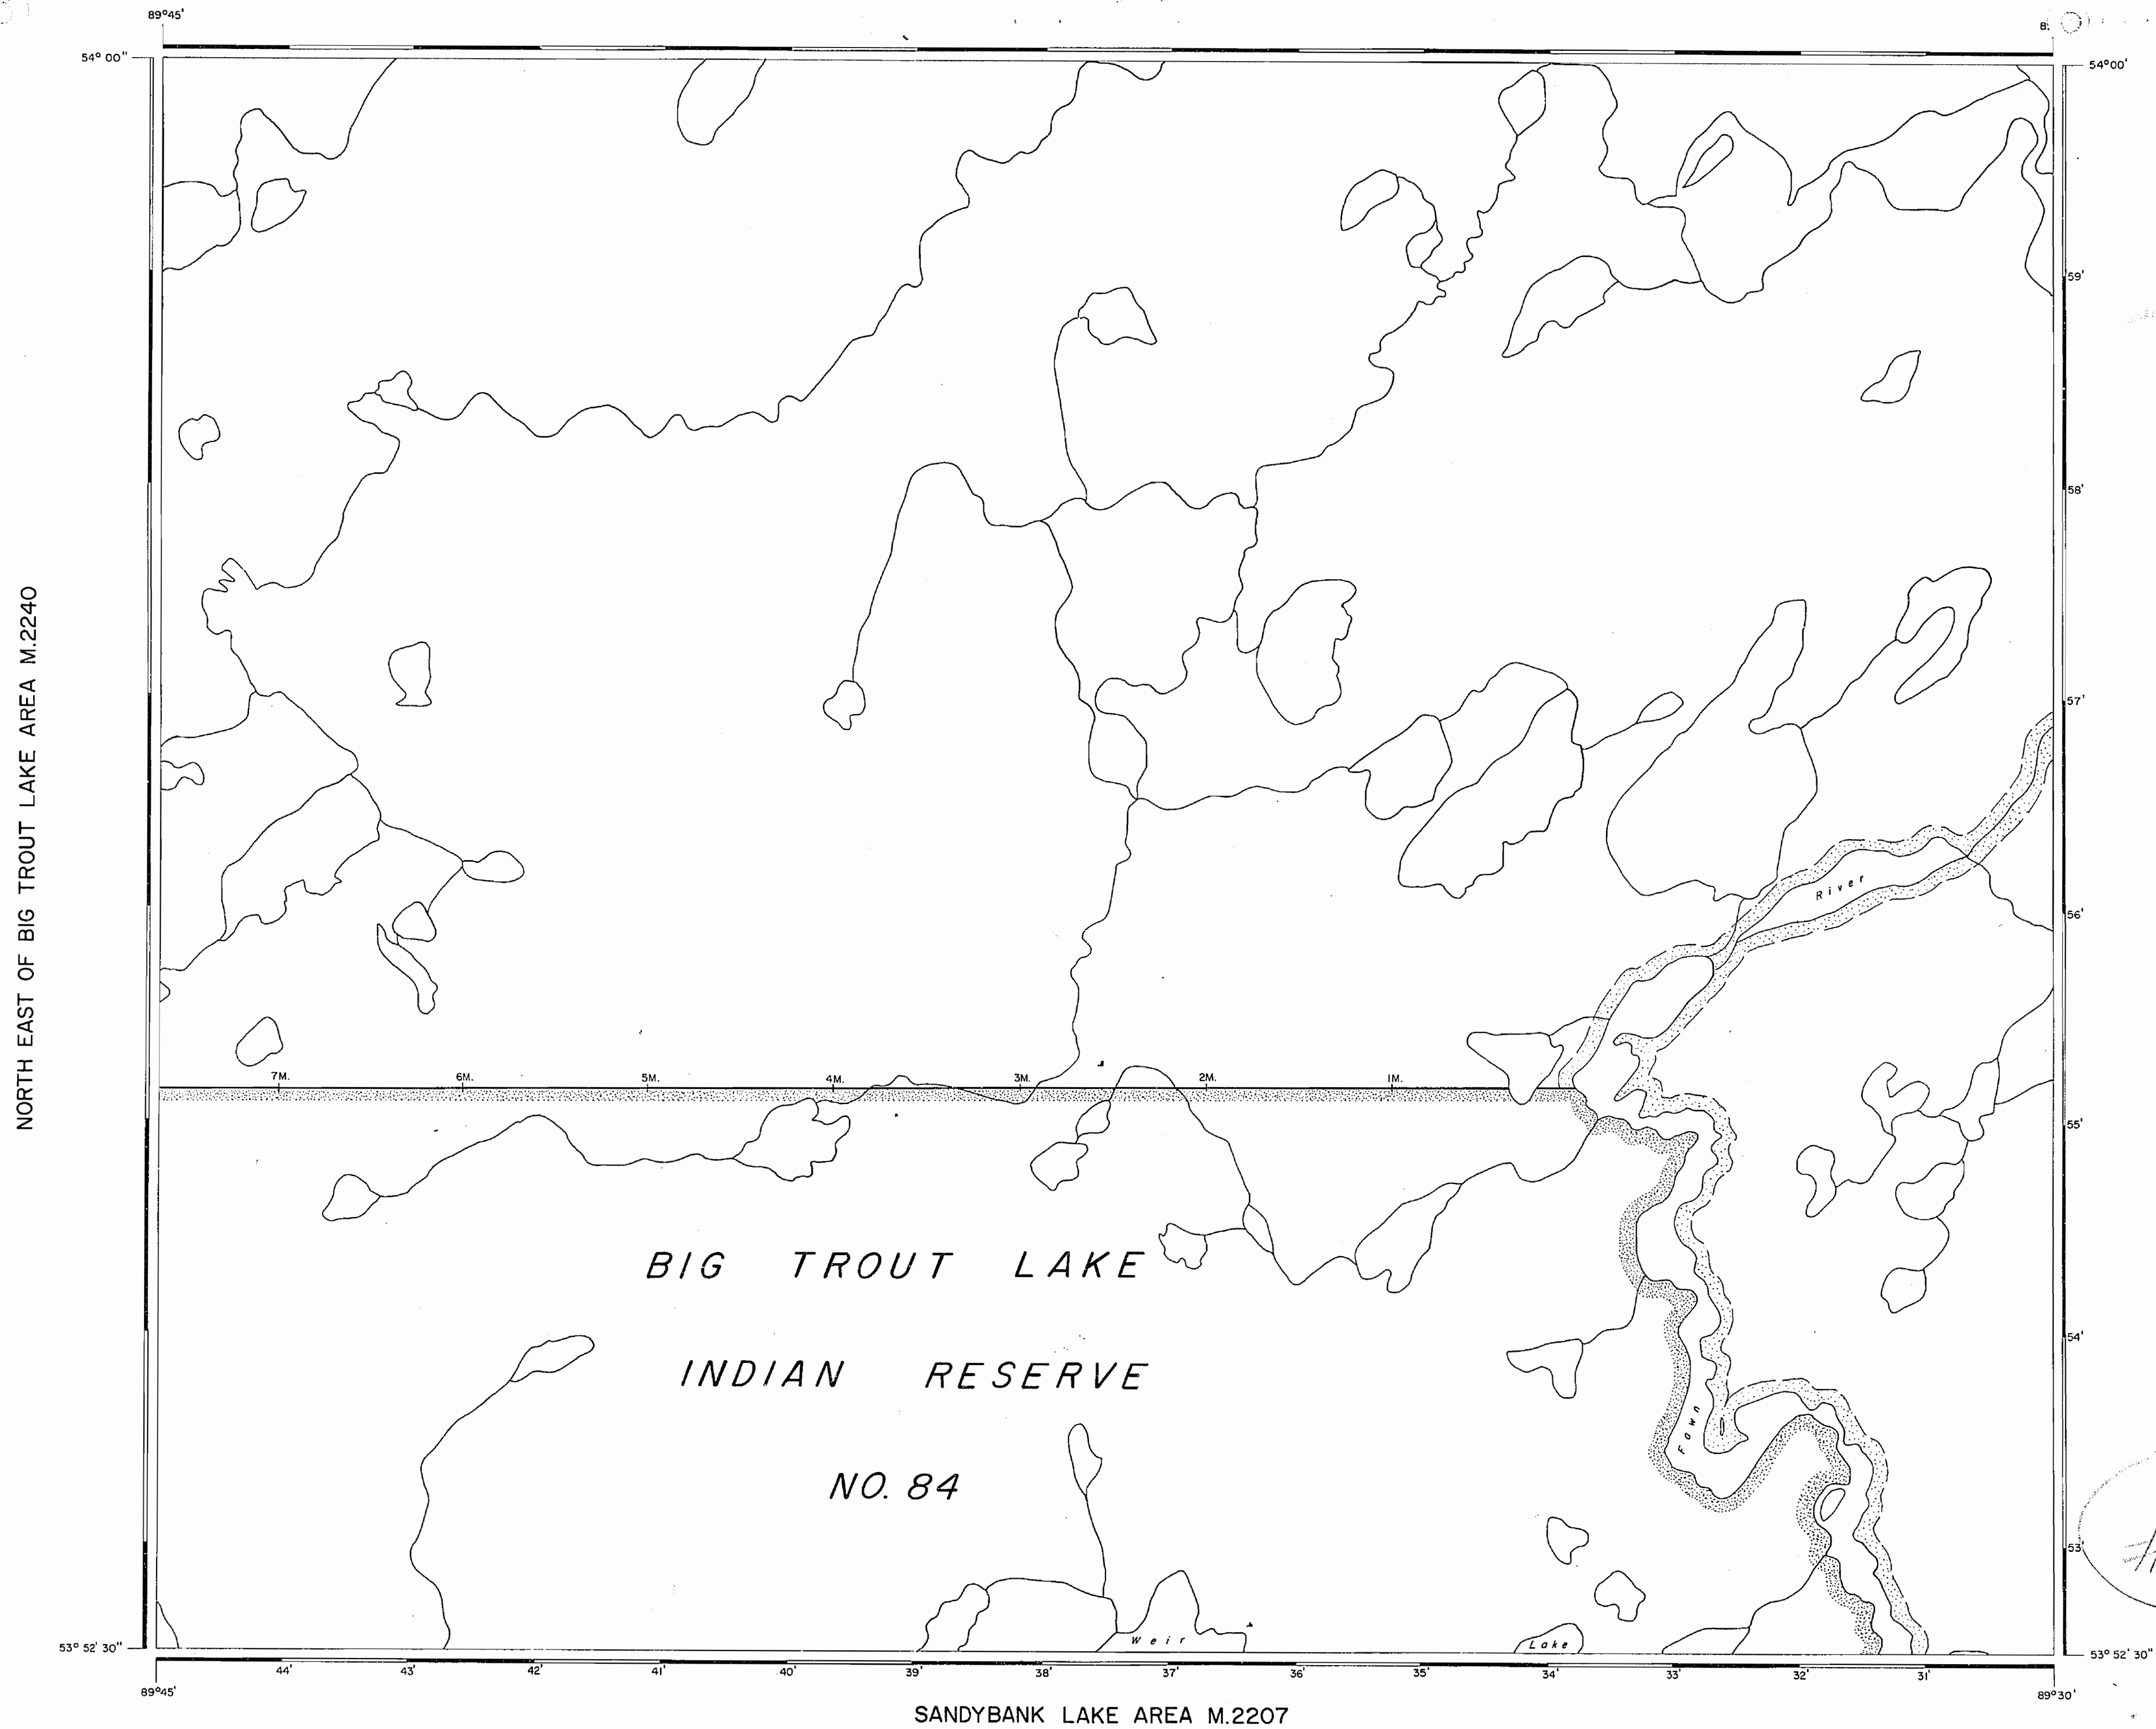 89°45'
8
54° 00"
54°00'
59'
58'
NORTH EAST OF BIG TROUT LAKE AREA M.2240
57'
River
56'
7M. 6M. 5M. 4M. 3M. 2M. 1M.
55'
BIG TROUT LAKE
54'
INDIAN RESERVE
Fawn
NO. 84
53'
Weir Lake
53° 52' 30"
53° 52' 30"
44' 43' 42' 41' 40' 39' 38' 37' 36' 35' 34' 33' 32' 31'
89°45'
89°30'
SANDYBANK LAKE AREA M.2207